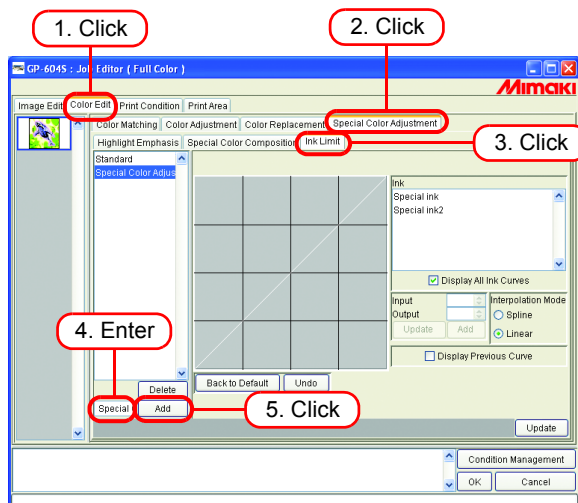 1. Click
2. Click
GP-604S : Job Editor ( Full Color )
Mimaki
Image Edit Color Edit Print Condition Print Area
Color Matching Color Adjustment Color Replacement Special Color Adjustment
3. Click
Highlight Emphasis Special Color Composition Ink Limit
Standard
Special Color Adjus
Ink
Special ink
Special ink2
Display All Ink Curves
Input
Interpolation Mode
Output
Spline
Update Add
Linear
4. Enter
Display Previous Curve
Delete
Back to Default Undo
Special Add
5. Click
Update
Condition Management
OK Cancel